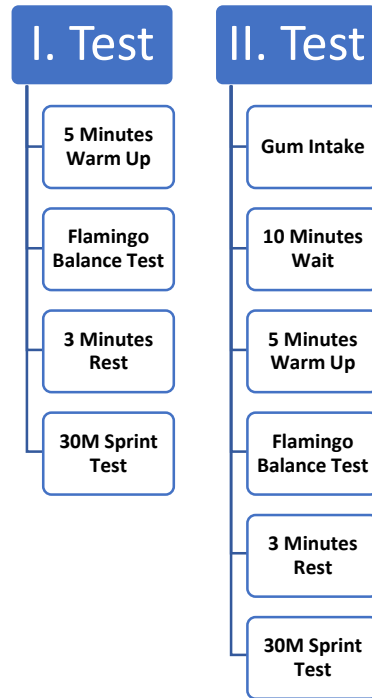 I. Test
5 Minutes
Warm Up
Flamingo
Balance Test
3 Minutes
Rest
30M Sprint
Test
II. Test
Gum Intake
10 Minutes
Wait
5 Minutes
Warm Up
Flamingo
Balance Test
3 Minutes
Rest
30M Sprint
Test